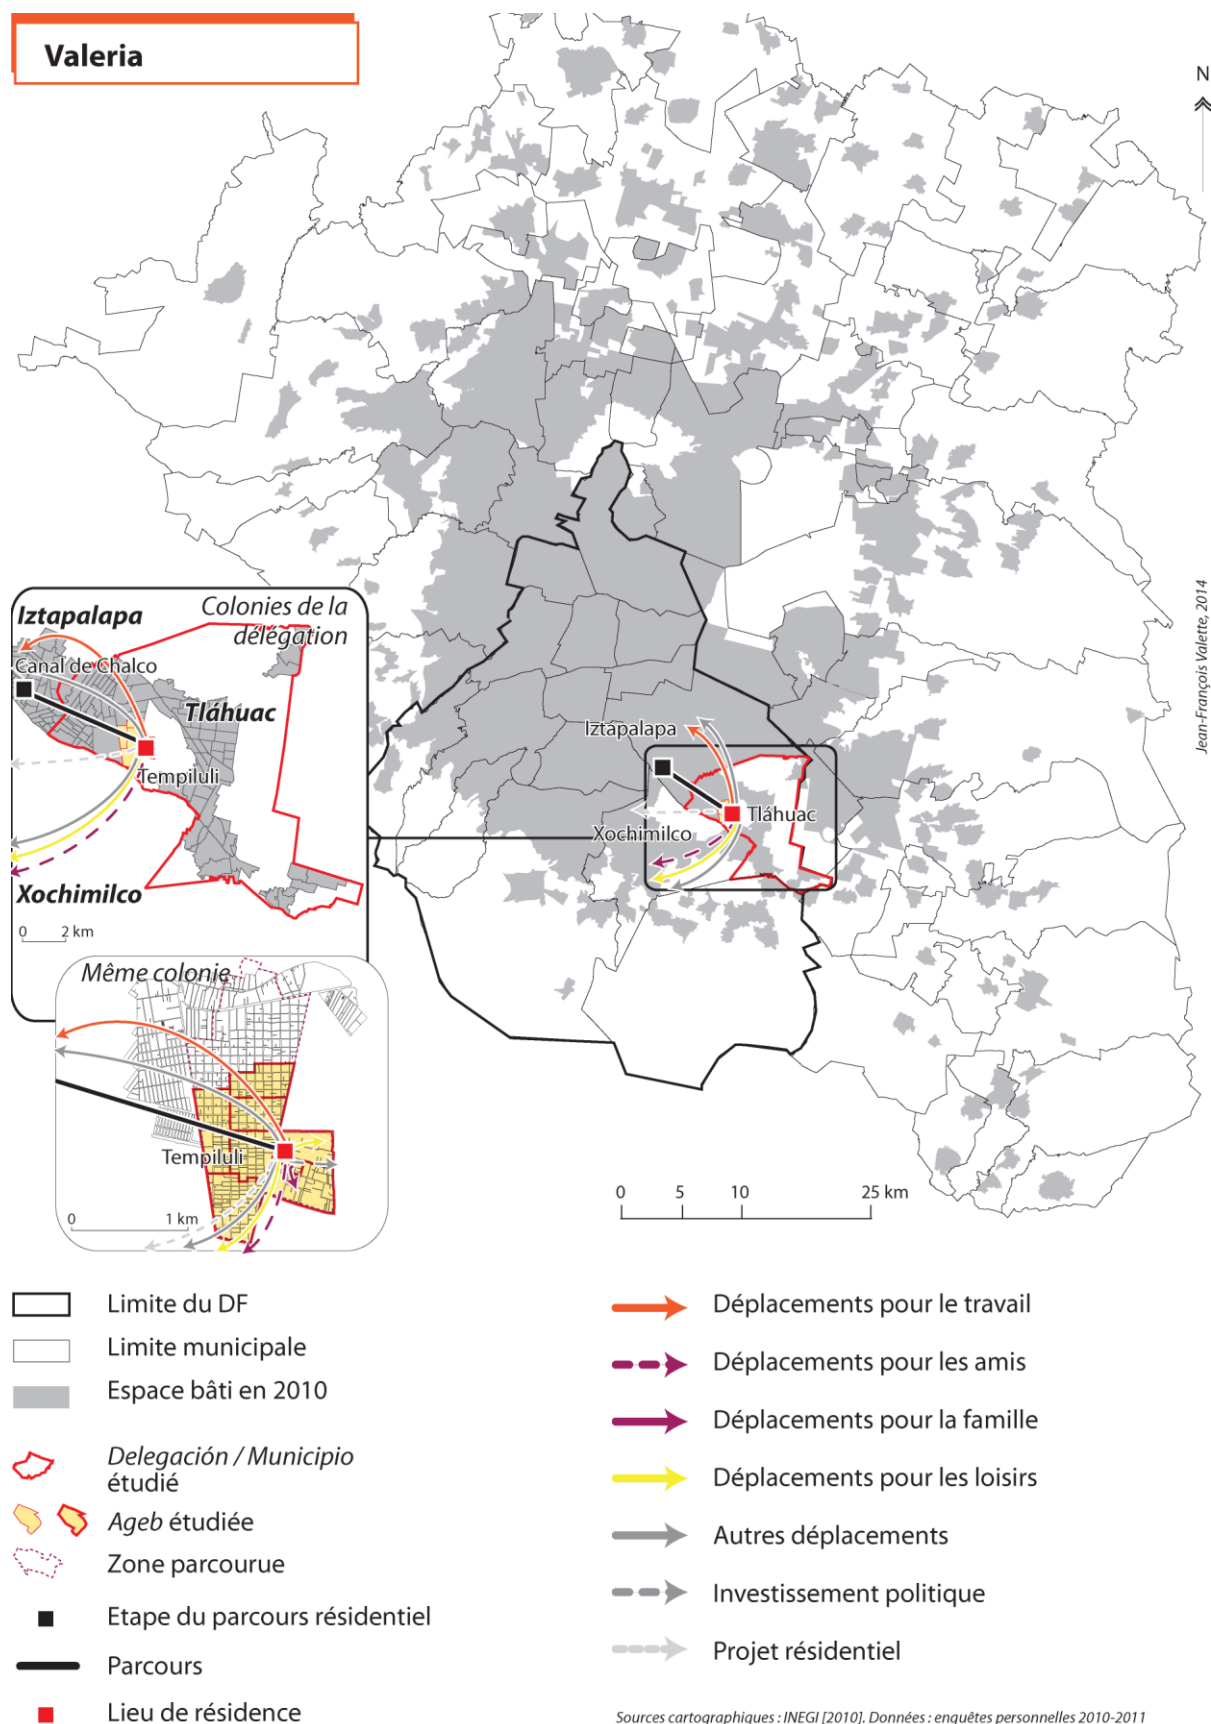 Valeria
N
Jean-François Valette, 2014
Iztapalapa
Tláhuac
Xochimilco
0 5 10 25 km
Colonies de la
délégation
Iztapalapa
Canal de Chalco
Tláhuac
Tempiluli
Xochimilco
0 2 km
Même colonie
Tempiluli
0 1 km
Limite du DF
Limite municipale
Espace bâti en 2010
Delegación / Municipio
étudié
Ageb étudiée
Zone parcourue
Etape du parcours résidentiel
Parcours
Lieu de résidence
Déplacements pour le travail
Déplacements pour les amis
Déplacements pour la famille
Déplacements pour les loisirs
Autres déplacements
Investissement politique
Projet résidentiel
Sources cartographiques : INEGI [2010]. Données : enquêtes personnelles 2010-2011